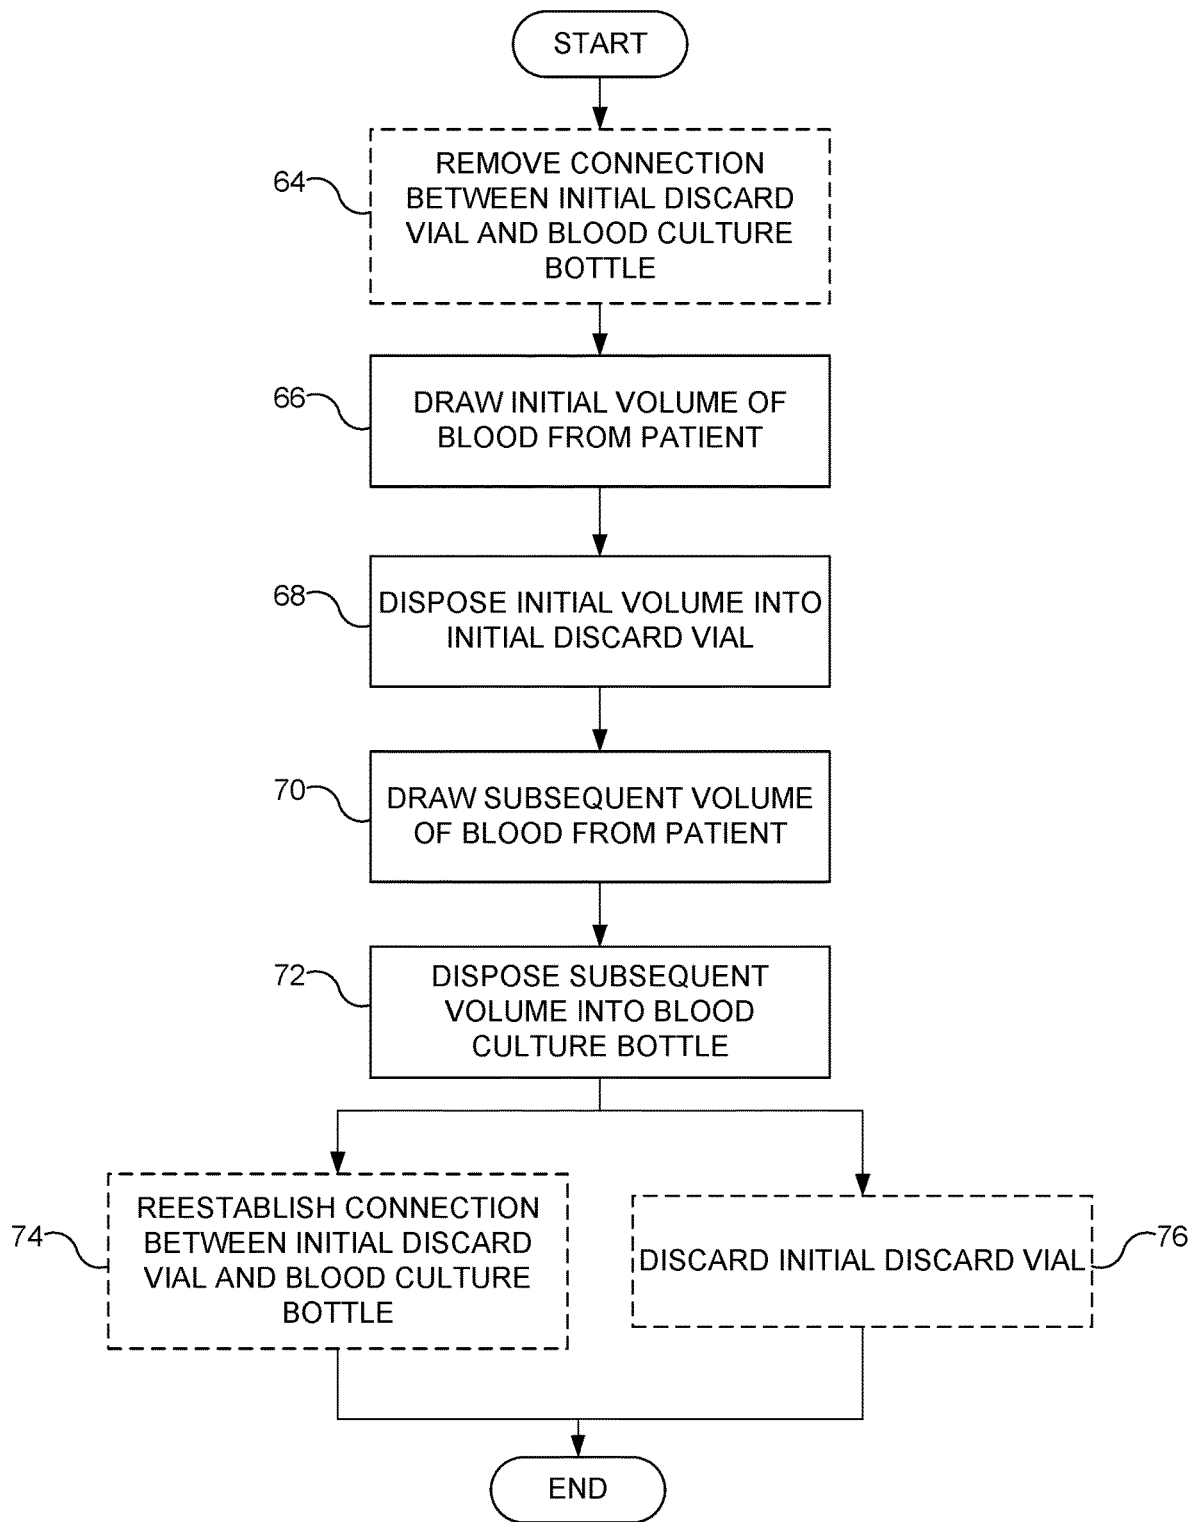 START
REMOVE CONNECTION
64
BETWEEN INITIAL DISCARD
VIAL AND BLOOD CULTURE
BOTTLE
66
DRAW INITIAL VOLUME OF
BLOOD FROM PATIENT
68
DISPOSE INITIAL VOLUME INTO
INITIAL DISCARD VIAL
70
DRAW SUBSEQUENT VOLUME
OF BLOOD FROM PATIENT
72
DISPOSE SUBSEQUENT
VOLUME INTO BLOOD
CULTURE BOTTLE
74
REESTABLISH CONNECTION
BETWEEN INITIAL DISCARD
VIAL AND BLOOD CULTURE
BOTTLE
DISCARD INITIAL DISCARD VIAL
76
END